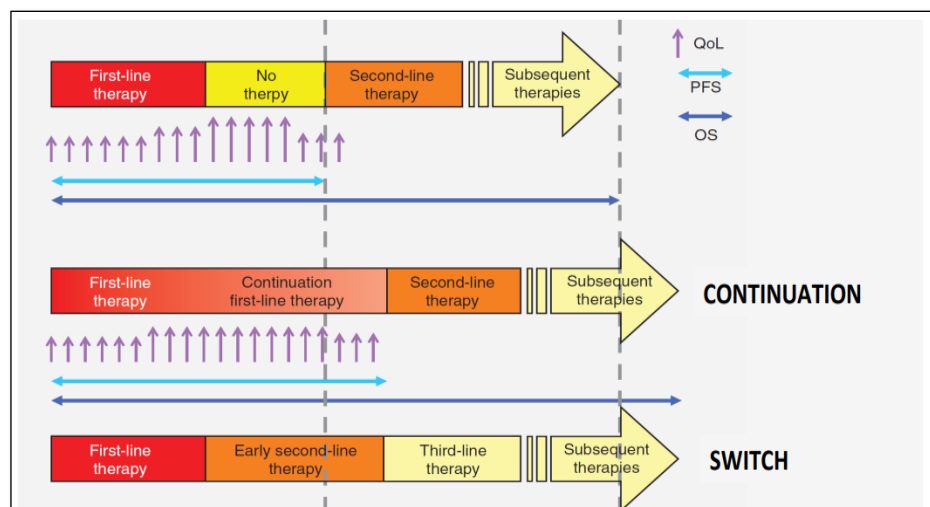 First-line
therapy
No
therpy
Second-line
therapy
Subsequent
therapies
QoL
PFS
OS
First-line
therapy
Continuation
first-line therapy
Second-line
therapy
Subsequent
therapies
CONTINUATION
First-line
therapy
Early second-line
therapy
Third-line
therapy
Subsequent
therapies
SWITCH